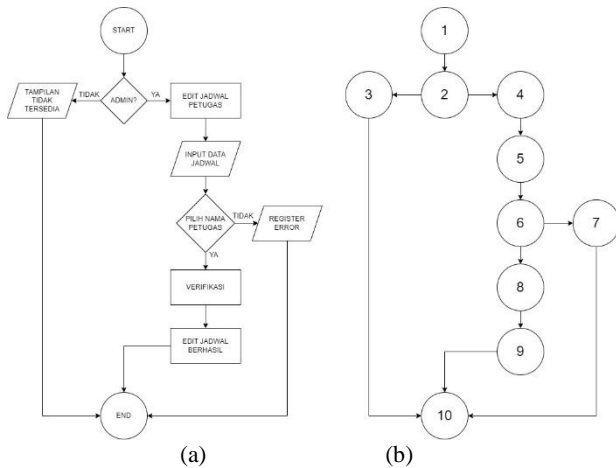 START
TAMPILAN
TIDAK
TERSEDIA
TIDAK
ADMIN?
YA
EDIT JADWAL
PETUGAS
INPUT DATA
JADWAL
PILIH NAMA
PETUGAS
TIDAK
REGISTER
ERROR
YA
VERIFIKASI
EDIT JADWAL
BERHASIL
END
(a)
1
3
2
4
5
6
7
8
9
10
(b)